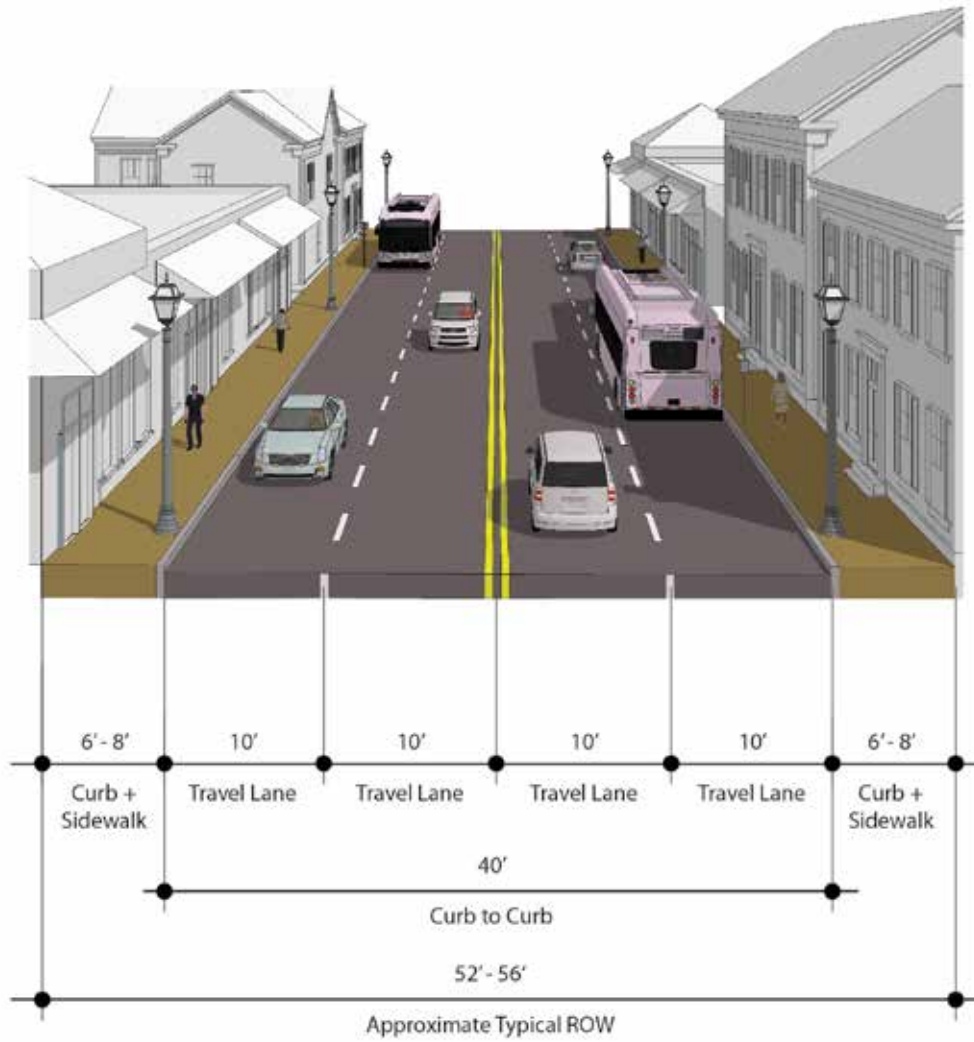 6'- 8' 10' 10' 10' 10' 6'- 8'
Curb + Travel Lane Travel Lane Travel Lane Travel Lane Curb +
Sidewalk Sidewalk
40'
Curb to Curb
52'- 56'
Approximate Typical ROW